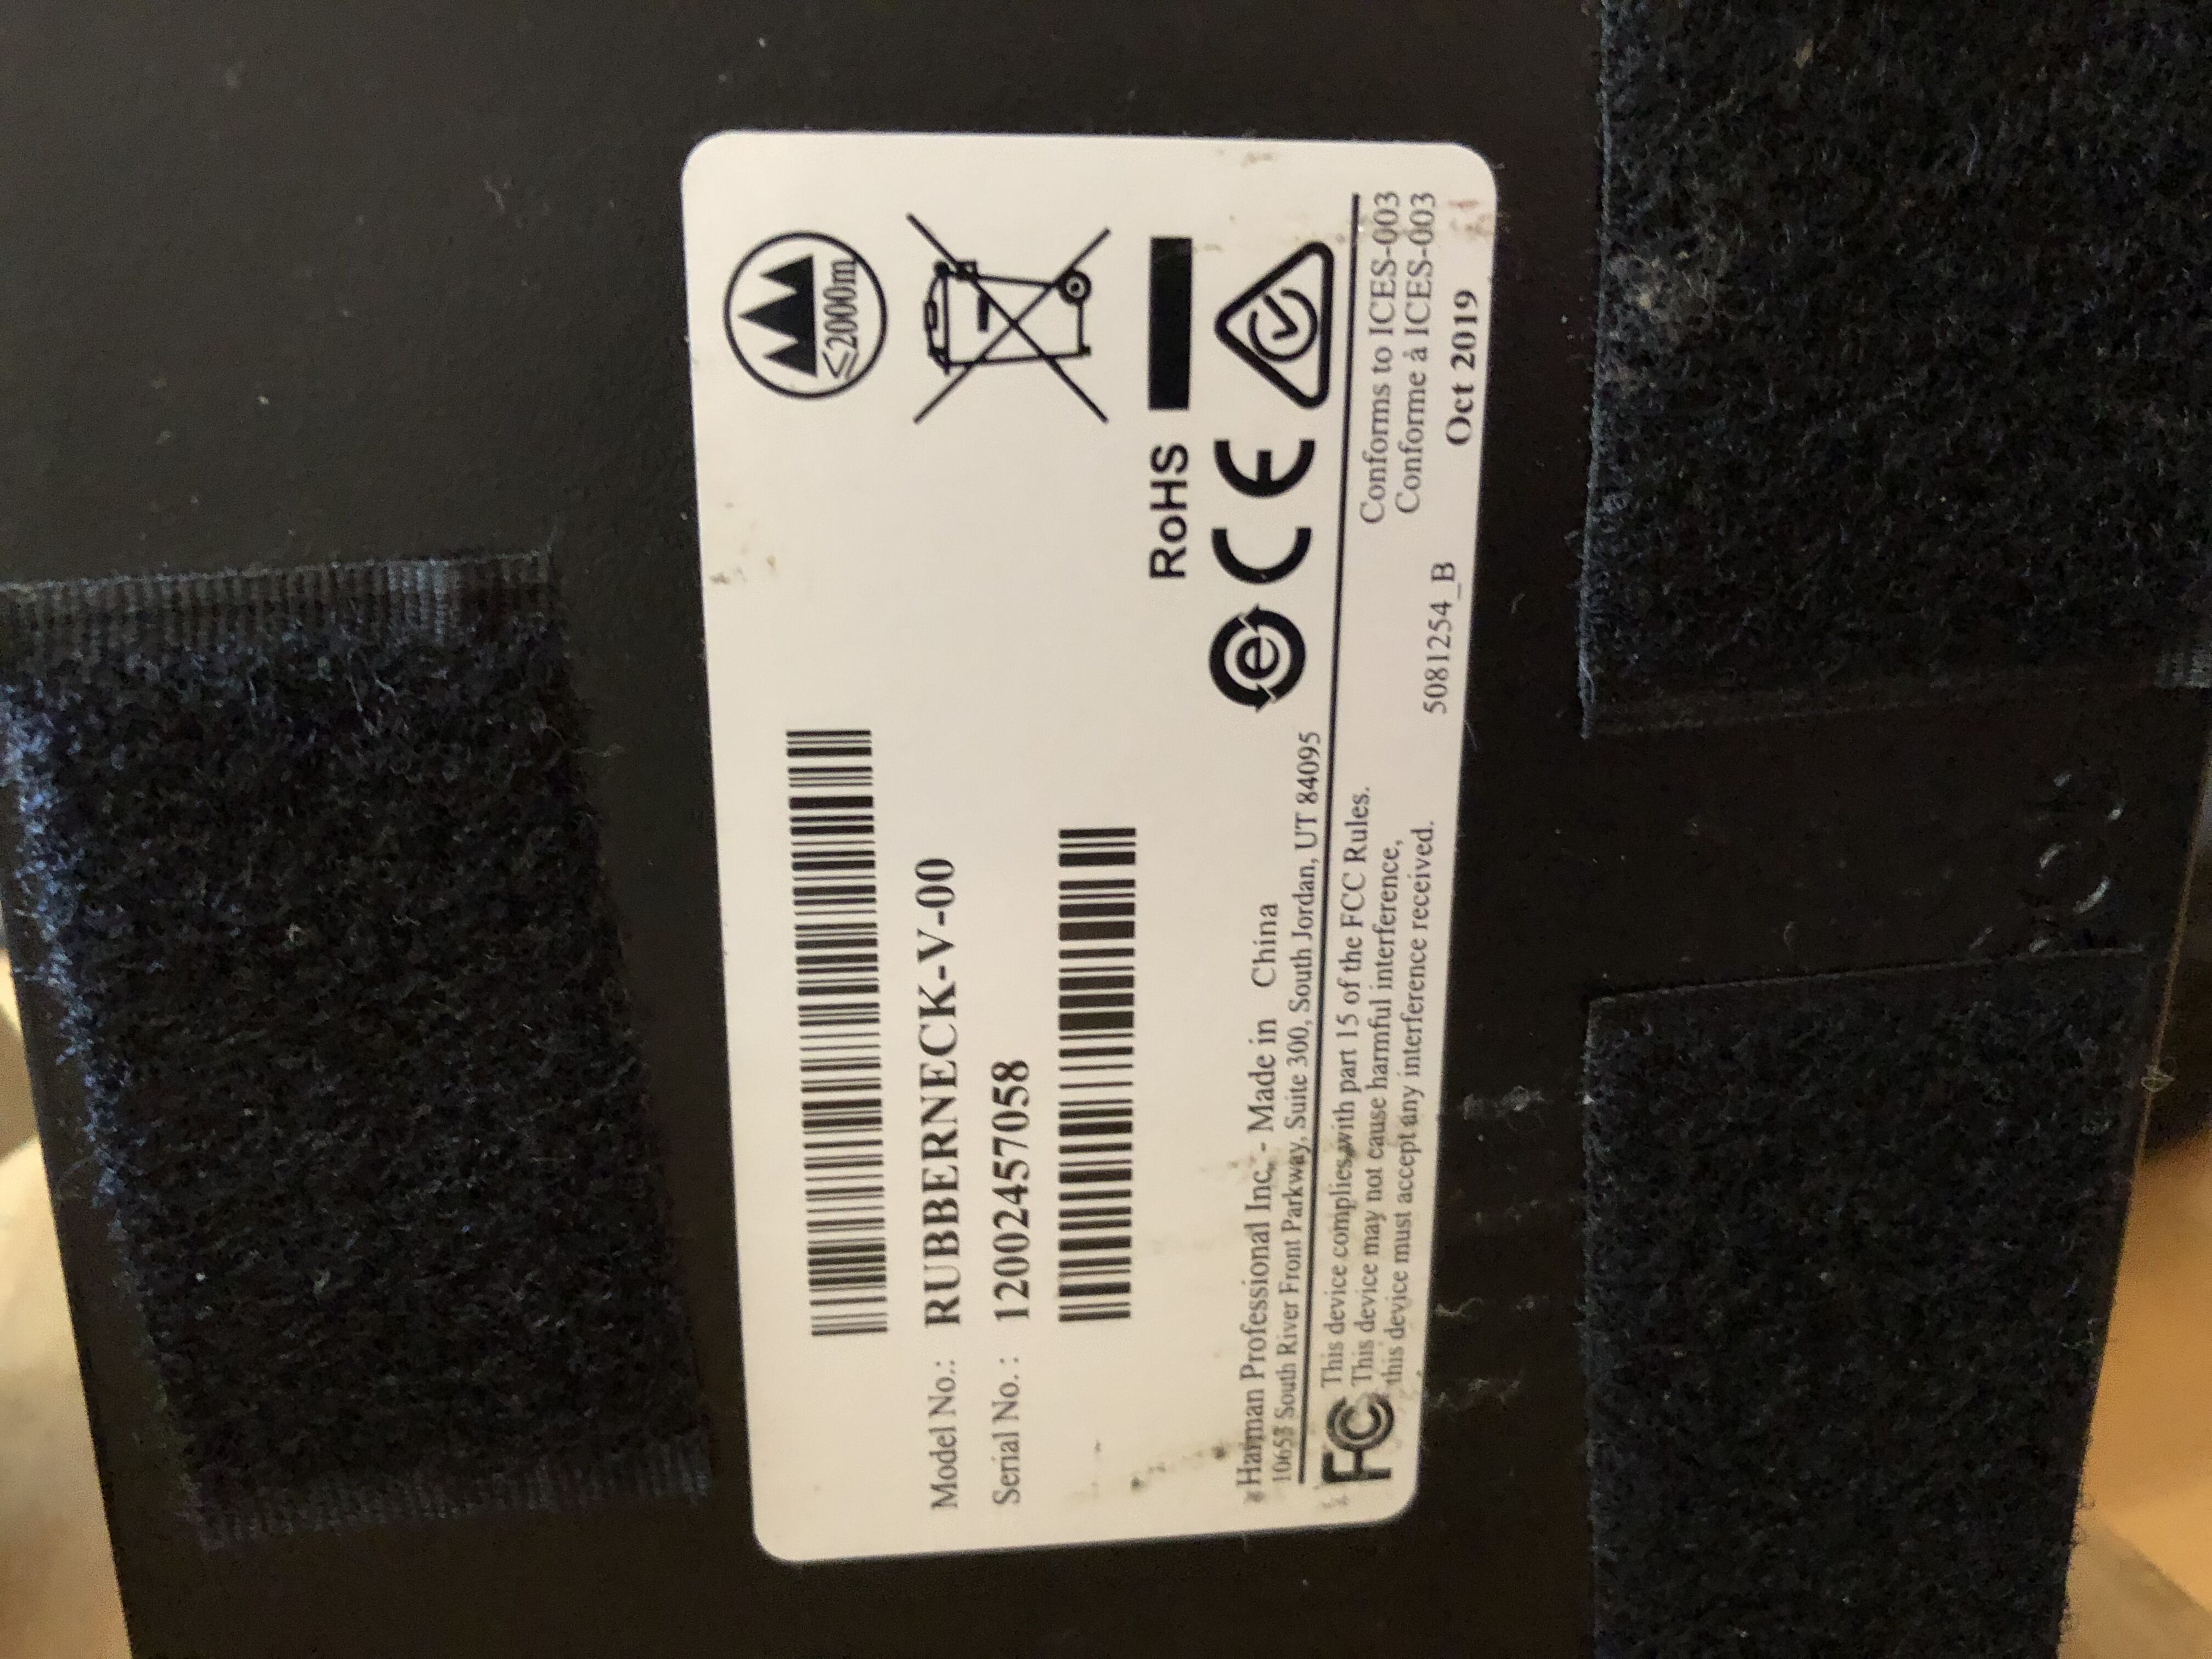 ≤2000m
Model No.: RUBBERNECK-V-00
Serial No. : 12002457058
RoHS
Harman Professional Inc. - Made in China
10653 South River Front Parkway, Suite 300, South Jordan, UT 84095
e
CE
FC
This device complies with part 15 of the FCC Rules.
This device may not cause harmful interference,
this device must accept any interference received.
Conforms to ICES-003
Conforme à ICES-003
5081254_B
Oct 2019